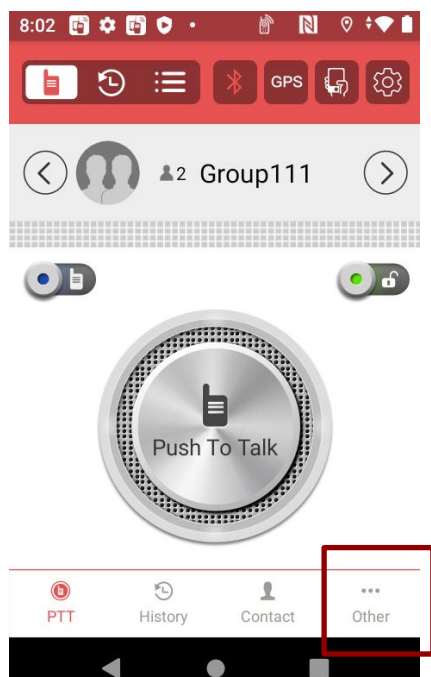 8:02
GPS
2 Group111
Push To Talk
PTT History Contact Other